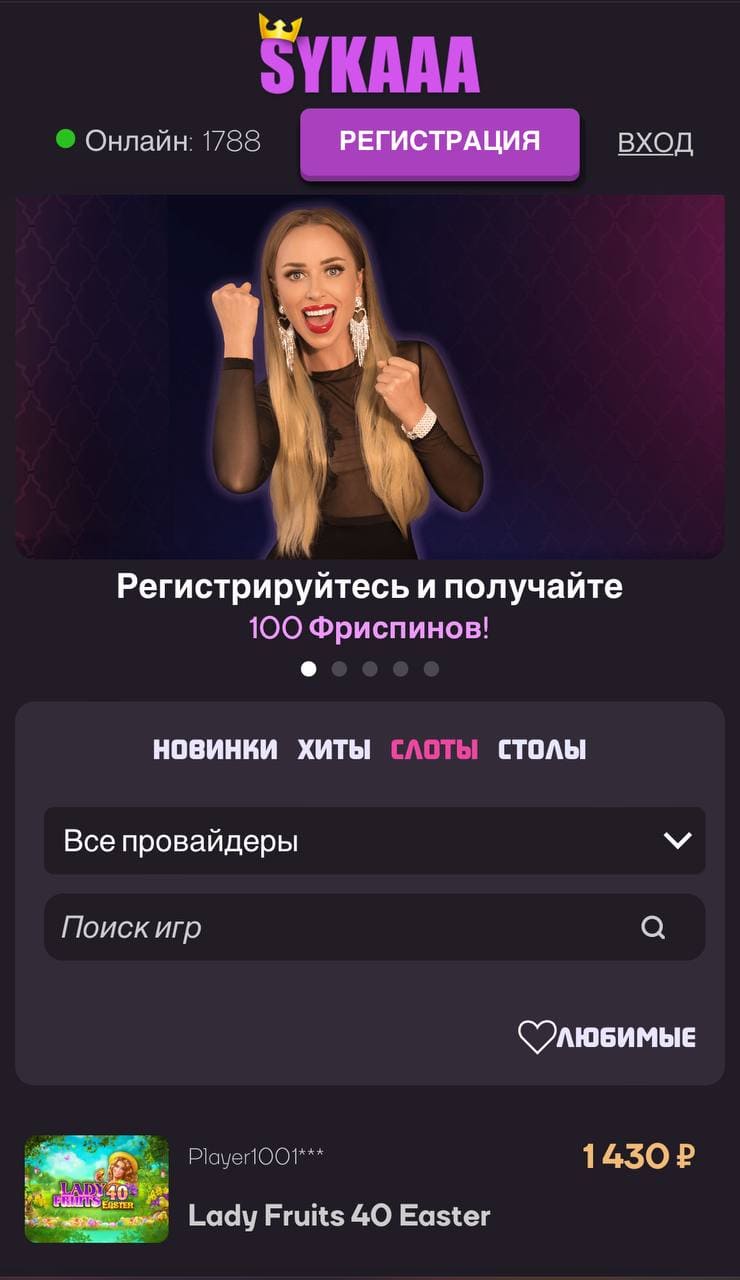 SYKAAA
Онлайн: 1788
РЕГИСТРАЦИЯ
ВХОД
Регистрируйтесь и получайте
100 Фриспинов!
НОВИНКИ ХИТЫ СЛОТЫ СТОЛЫ
Все провайдеры
Поиск игр
ЛЮБИМЫЕ
Player1001***
1 430 ₽
LADY
FRUITS 40
EASTER
Lady Fruits 40 Easter